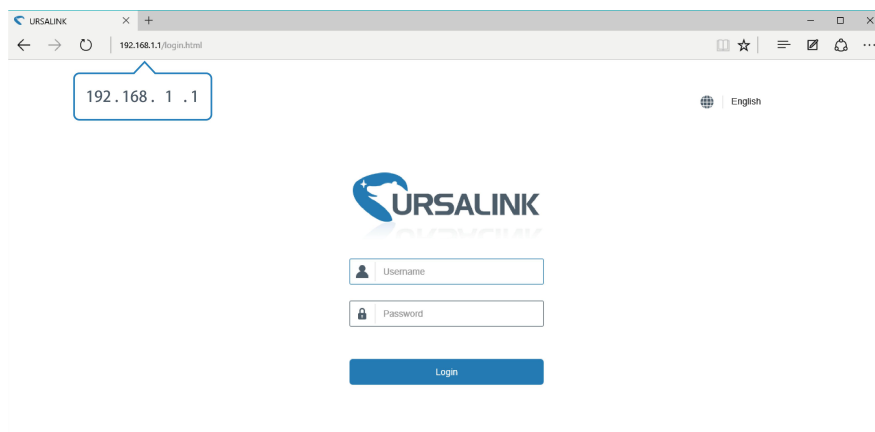 URSALINK
192.168.1.1/login.html
192.168. 1 .1
English
URSALINK
Username
Password
Login